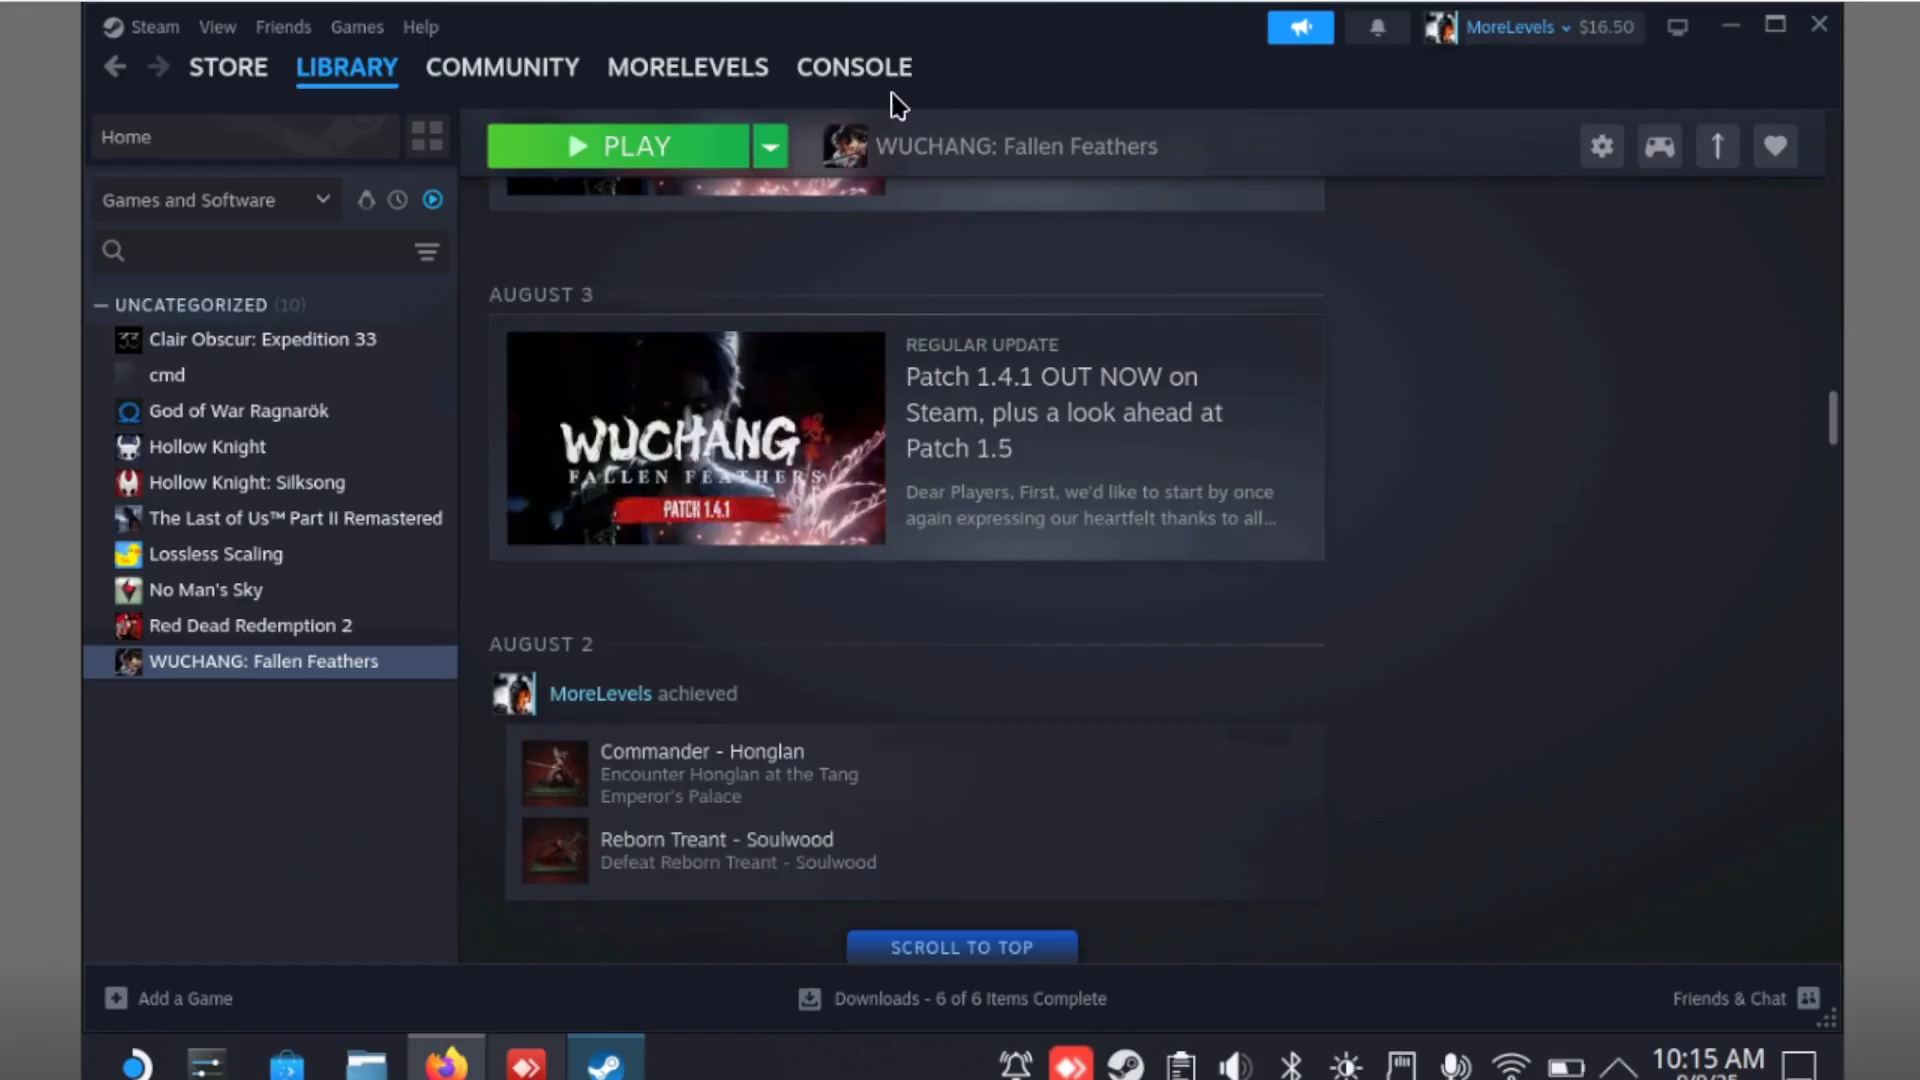 Steam View Friends Games Help
MoreLevels $16.50
STORE LIBRARY COMMUNITY MORELEVELS CONSOLE
Home
PLAY WUCHANG: Fallen Feathers
Games and Software
UNCATEGORIZED (10)
Clair Obscur: Expedition 33
cmd
God of War Ragnarök
Hollow Knight
Hollow Knight: Silksong
The Last of Us™ Part II Remastered
Lossless Scaling
No Man's Sky
Red Dead Redemption 2
WUCHANG: Fallen Feathers
AUGUST 3
WUCHANG
FALLEN FEATHERS
PATCH 1.4.1
REGULAR UPDATE
Patch 1.4.1 OUT NOW on
Steam, plus a look ahead at
Patch 1.5
Dear Players, First, we'd like to start by once
again expressing our heartfelt thanks to all...
AUGUST 2
MoreLevels achieved
Commander - Honglan
Encounter Honglan at the Tang
Emperor's Palace
Reborn Treant - Soulwood
Defeat Reborn Treant - Soulwood
SCROLL TO TOP
Add a Game
Downloads - 6 of 6 Items Complete
Friends & Chat
10:15 AM